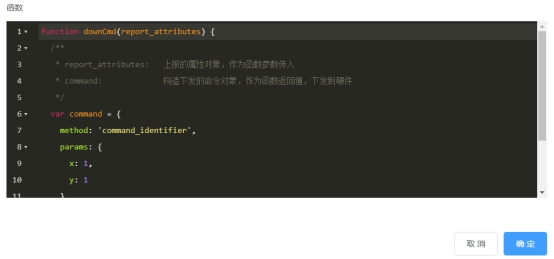 函数
1 function downCmd(report_attributes) {
2 /**
3 * report_attributes: 上报的属性对象，作为函数参数传入
4 * command: 构造下发的命令对象，作为函数返回值，下发到硬件
5 */
6 var command = {
7 method: 'command_identifier',
8 params: {
9 x: 1,
10 y: 1
11 }
取消 确定